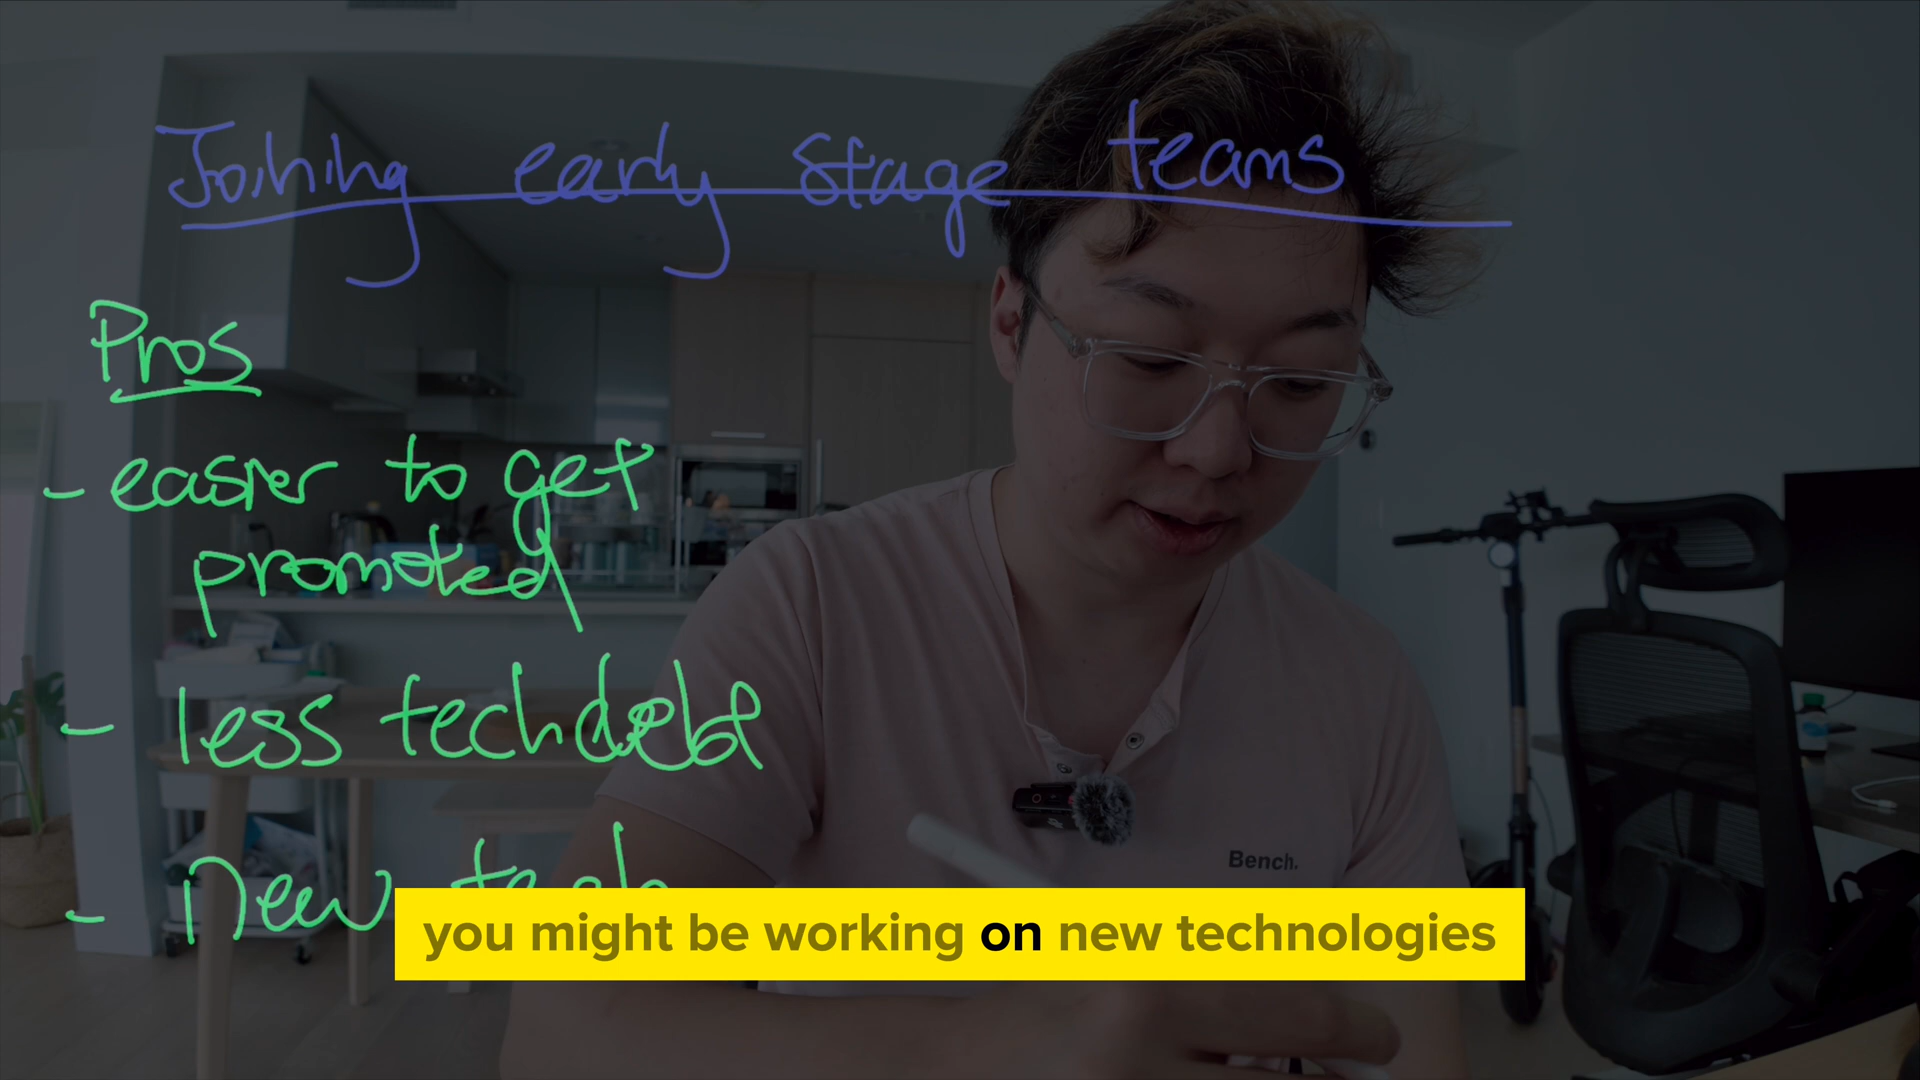 Joining early stage teams
Pros
- easier to get
promoted
- less techdebt
- new tech
Bench.
you might be working on new technologies